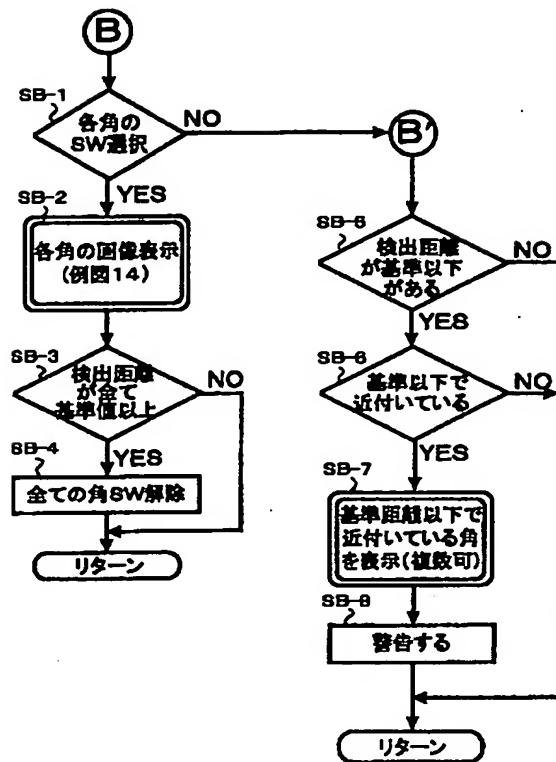 B
SB-1
各角の
SW選択
NO
YES
SB-2
各角の画像表示
(例図14)
SB-3
検出距離
が全て
基準値以上
NO
YES
SB-4
全ての角SW解除
リターン
B'
SB-5
検出距離
が基準以下
がある
NO
YES
SB-6
基準以下で
近付いている
NO
YES
SB-7
基準距離以下で
近付いている角
を表示(複数可)
SB-8
警告する
リターン